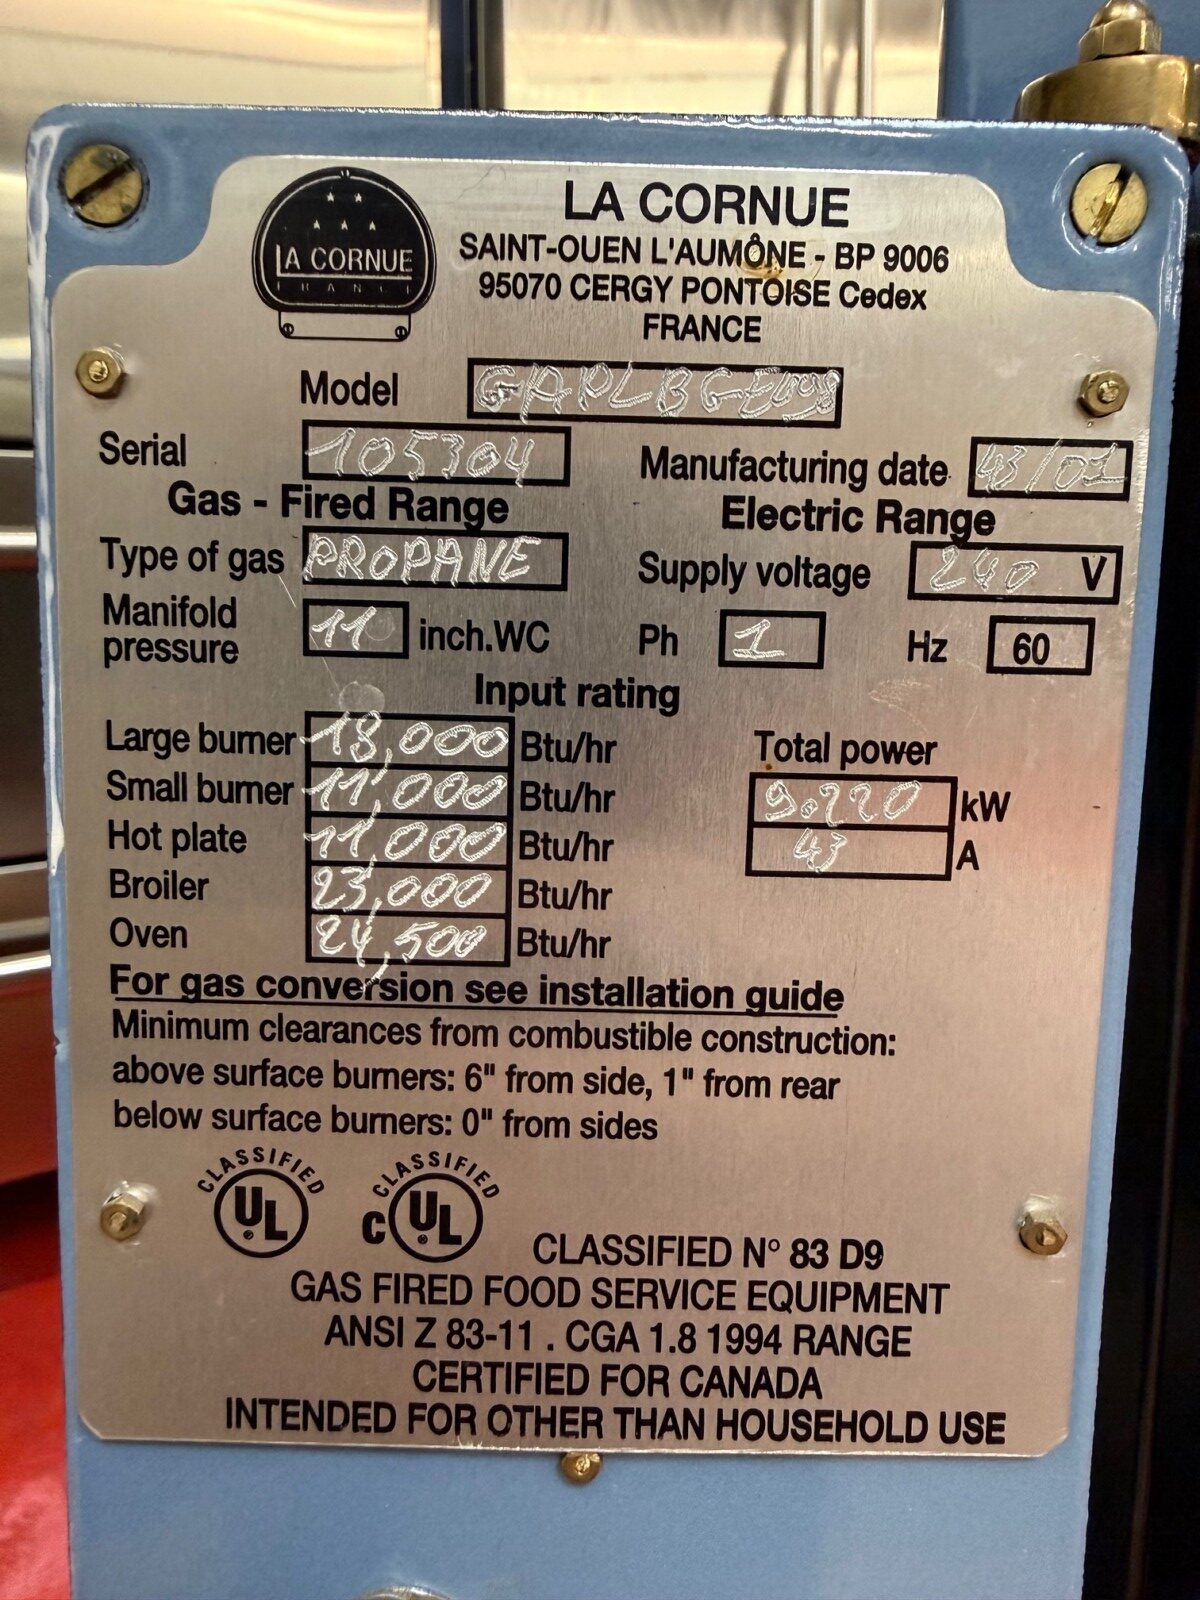 LA CORNUE
FRANCE
LA CORNUE
SAINT-OUEN L'AUMÔNE - BP 9006
95070 CERGY PONTOISE Cedex
FRANCE
Model
Serial 105304 Manufacturing date 43/01
Gas - Fired Range Electric Range
Type of gas PROPANE Supply voltage 240 V
Manifold pressure 11 inch.WC Ph 1 Hz 60
Input rating
Large burner 18,000 Btu/hr Total power
Small burner 11,000 Btu/hr 9.220 kW
Hot plate 11,000 Btu/hr 43 A
Broiler 23,000 Btu/hr
Oven 24,500 Btu/hr
For gas conversion see installation guide
Minimum clearances from combustible construction:
above surface burners: 6" from side, 1" from rear
below surface burners: 0" from sides
CLASSIFIED UL ® C CLASSIFIED UL ®
CLASSIFIED N° 83 D9
GAS FIRED FOOD SERVICE EQUIPMENT
ANSI Z 83-11 . CGA 1.8 1994 RANGE
CERTIFIED FOR CANADA
INTENDED FOR OTHER THAN HOUSEHOLD USE